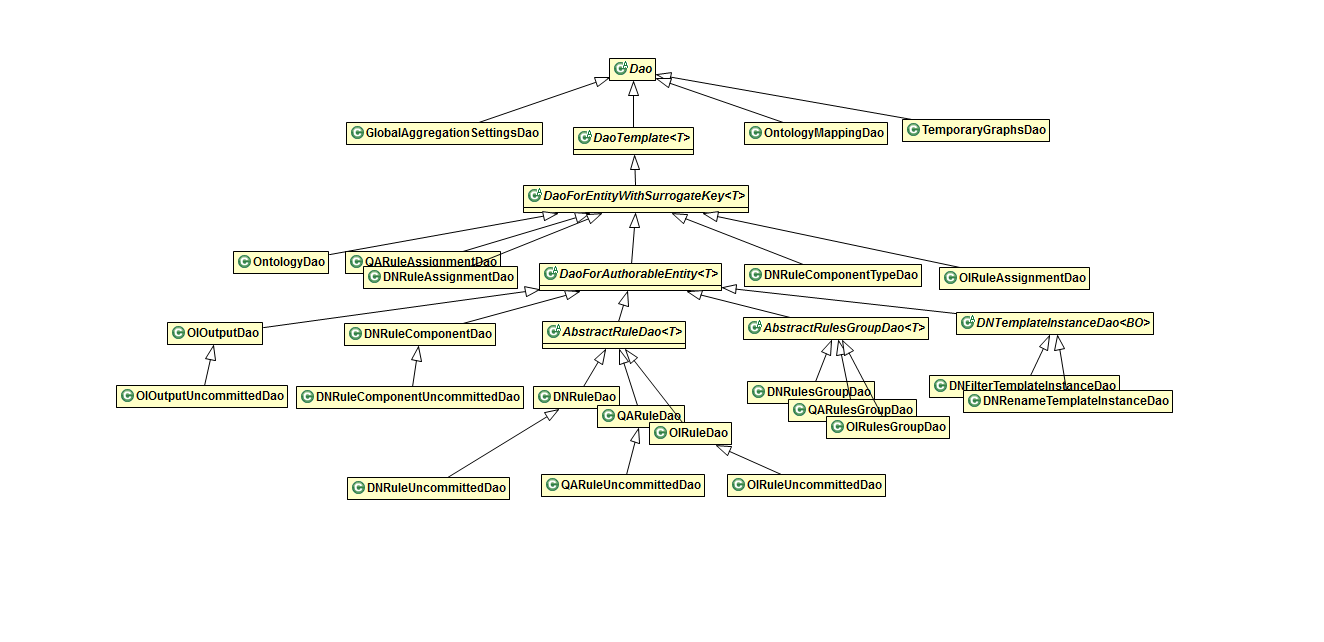 Dao
GlobalAggregationSettingsDao
DaoTemplate<T>
OntologyMappingDao
TemporaryGraphsDao
DaoForEntityWithSurrogateKey<T>
OntologyDao
QARuleAssignmentDao
DNRuleAssignmentDao
DaoForAuthorableEntity<T>
DNRuleComponentTypeDao
OIRuleAssignmentDao
OIOutputDao
DNRuleComponentDao
AbstractRuleDao<T>
AbstractRulesGroupDao<T>
DNTemplateInstanceDao<BO>
OIOutputUncommittedDao
DNRuleComponentUncommittedDao
DNRuleDao
QARuleDao
OIRuleDao
DNRulesGroupDao
QARulesGroupDao
OIRulesGroupDao
DNFilterTemplateInstanceDao
DNRenameTemplateInstanceDao
DNRuleUncommittedDao
QARuleUncommittedDao
OIRuleUncommittedDao